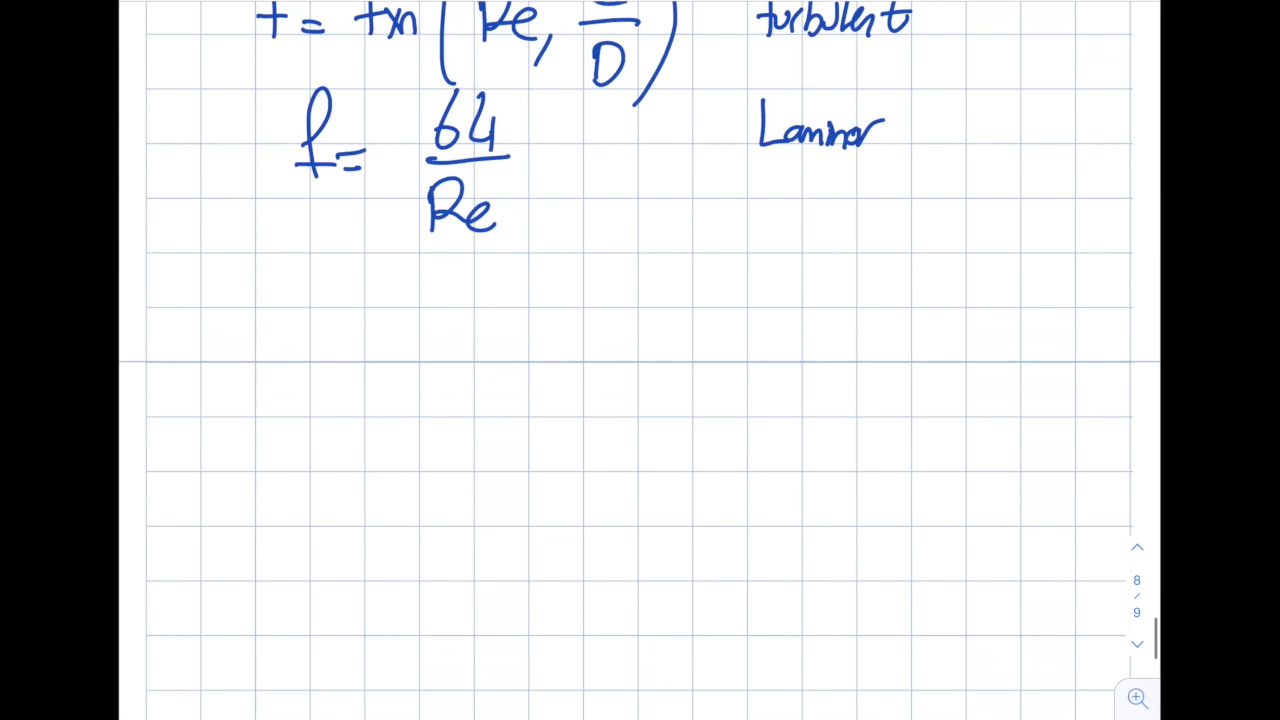 f = fxn ( Re, ε/D ) turbulent
f = 64/Re Laminar
8
/
9